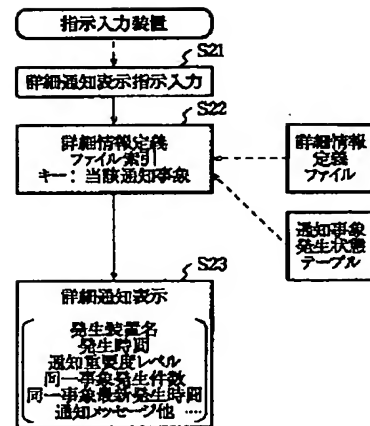 指示入力装置
S21
詳細通知表示指示入力
S22
詳細情報定義
ファイル索引
キー：当該通知事象
詳細情報
定義
ファイル
通知事象
発生状態
テーブル
S23
詳細通知表示
発生装置名
発生時間
通知重要度レベル
同一事象発生件数
同一事象最新発生時間
通知メッセージ他 ····